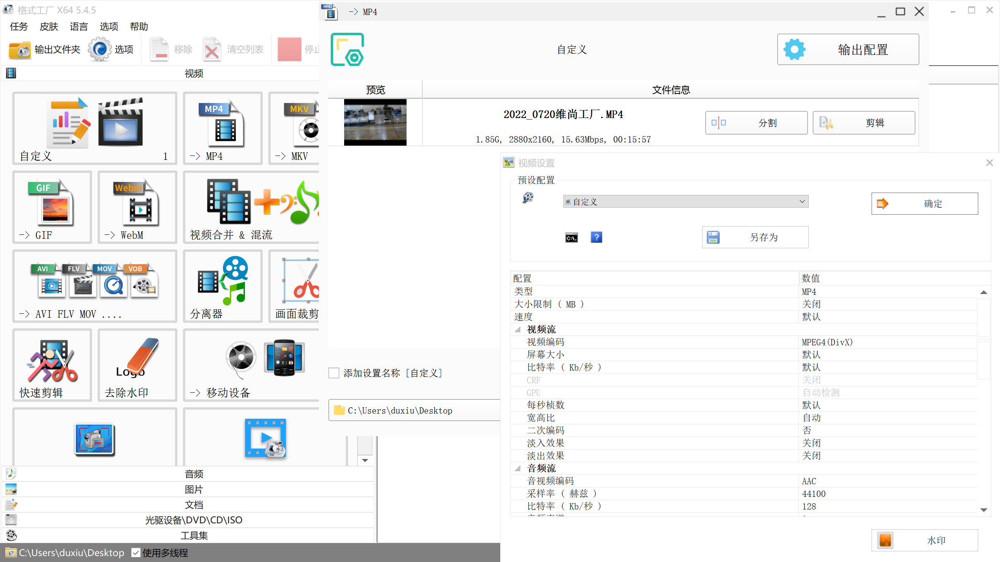 格式工厂 X64 5.4.5
任务 皮肤 语言 选项 帮助
输出文件夹 选项 移除 清空列表
视频
自定义 1
MP4
-> MP4
MKV
-> MKV
GIF
-> GIF
Webm
-> WebM
视频合并 & 混流
AVI FLV MOV VOB
-> AVI FLV MOV ....
分离器
画面裁剪
快速剪辑
Logo
去除水印
-> 移动设备
音频
图片
文档
光驱设备\DVD\CD\ISO
工具集
C:\Users\duxiu\Desktop 使用多线程
MP4
-> MP4
自定义
输出配置
预览 文件信息
2022_0720维尚工厂.MP4
1.85G, 2880x2160, 15.63Mbps, 00:15:57
分割
剪辑
添加设置名称 [自定义]
C:\Users\duxiu\Desktop
视频设置
预设配置
自定义
确定
C:\.
?
另存为
配置 数值
类型 MP4
大小限制 ( MB ) 关闭
速度 默认
视频流
视频编码 MPEG4(DivX)
屏幕大小 默认
比特率 ( Kb/秒 ) 默认
CRF 关闭
GPU 自动检测
每秒桢数 默认
宽高比 自动
二次编码 否
淡入效果 关闭
淡出效果 关闭
音频流
音视频编码 AAC
采样率 ( 赫兹 ) 44100
比特率 ( Kb/秒 ) 128
水印